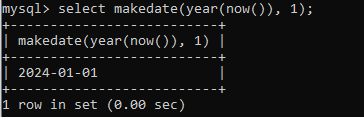 mysql> select makedate(year(now()), 1);
+--------------------------+
| makedate(year(now()), 1) |
+--------------------------+
| 2024-01-01               |
+--------------------------+
1 row in set (0.00 sec)